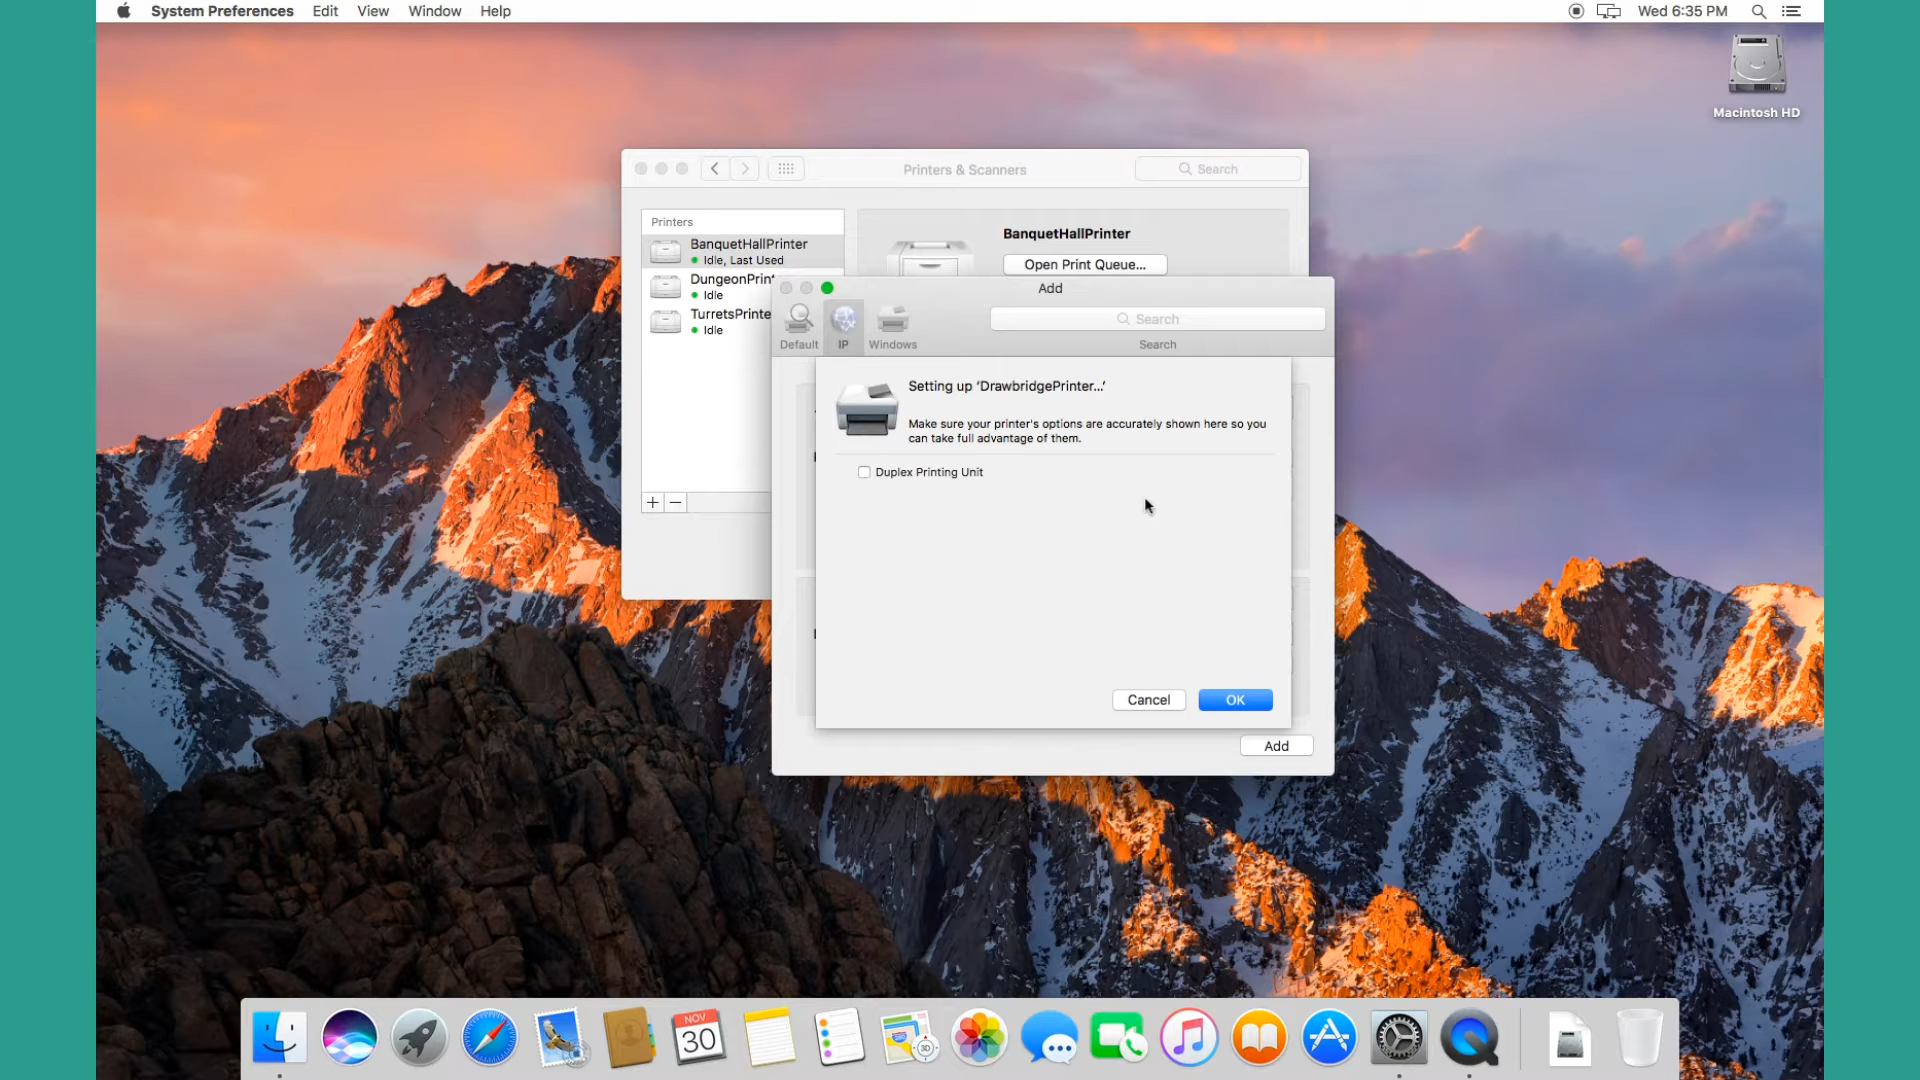 System Preferences Edit View Window Help
Wed 6:35 PM
Macintosh HD
Printers & Scanners
Search
Printers
BanquetHallPrinter
Idle, Last Used
DungeonPrin
Idle
TurretsPrinte
Idle
+ −
BanquetHallPrinter
Open Print Queue...
Add
Default IP Windows
Search
Search
Setting up ‘DrawbridgePrinter...’
Make sure your printer's options are accurately shown here so you
can take full advantage of them.
Duplex Printing Unit
Cancel OK
Add
NOV
30
3D